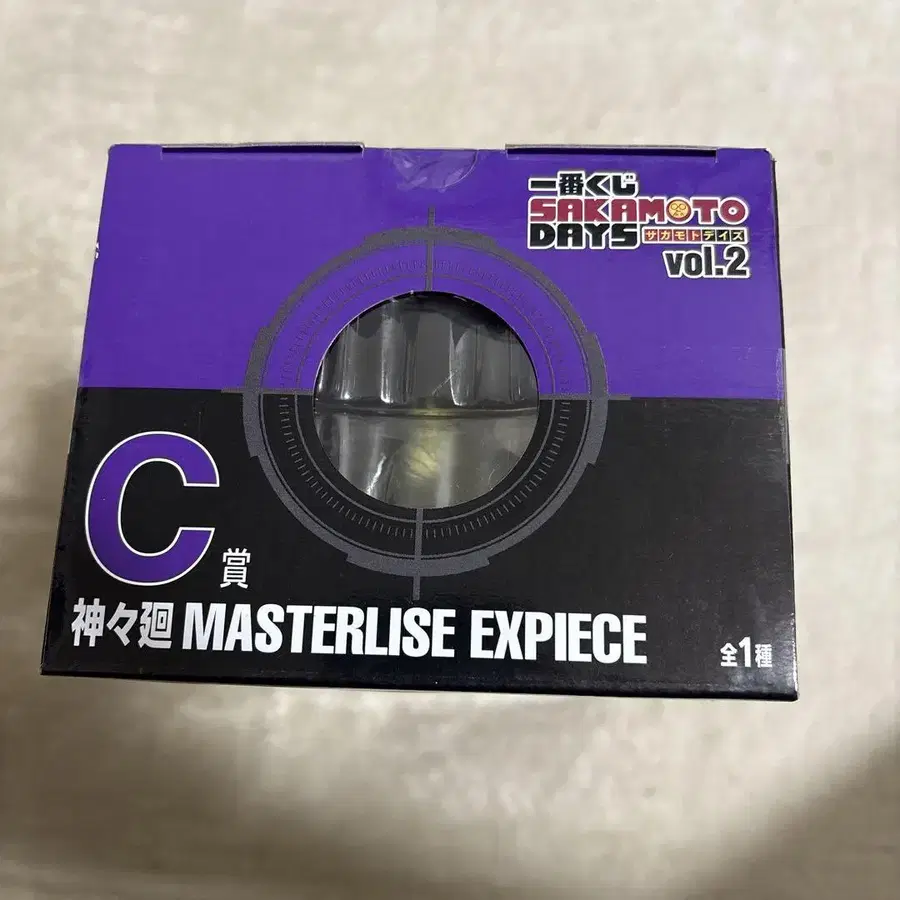 一番くじ
SAKAMOTO
DAYS サカモトデイズ
vol.2
C賞
神々廻 MASTERLISE EXPIECE
全1種